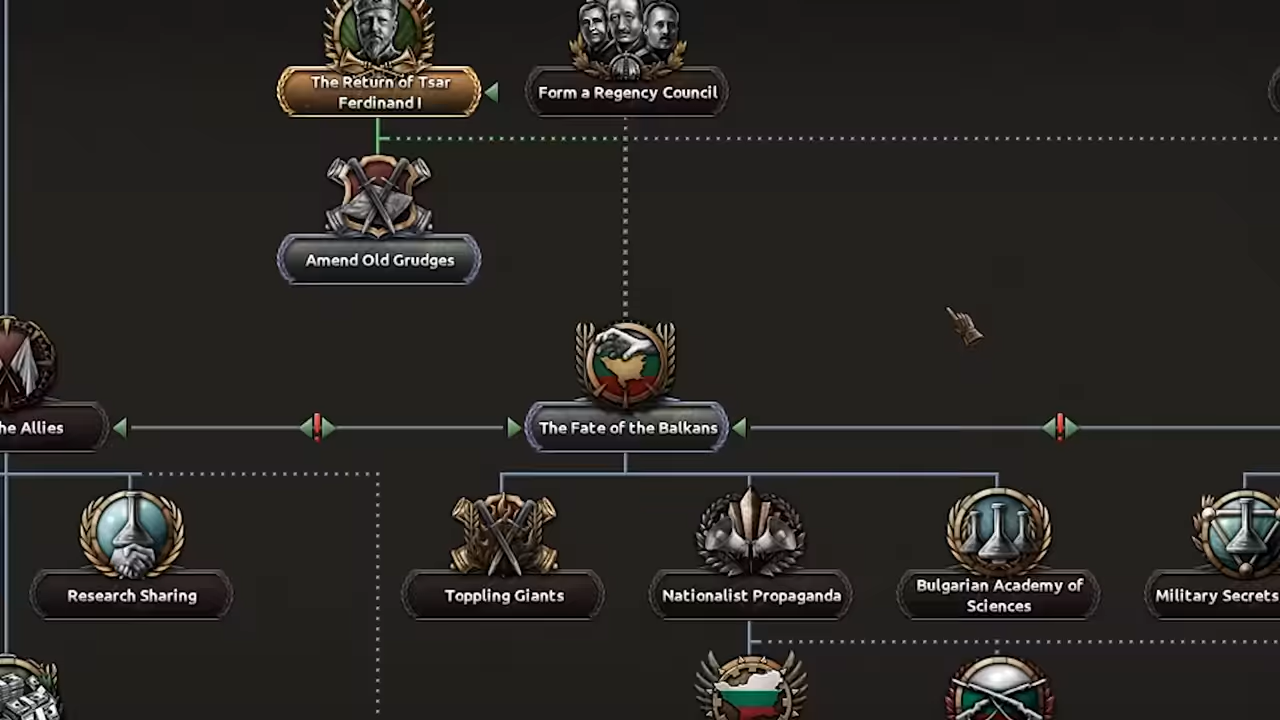 The Return of Tsar
Ferdinand I
Form a Regency Council
Amend Old Grudges
he Allies
The Fate of the Balkans
Research Sharing
Toppling Giants
Nationalist Propaganda
Bulgarian Academy of
Sciences
Military Secrets